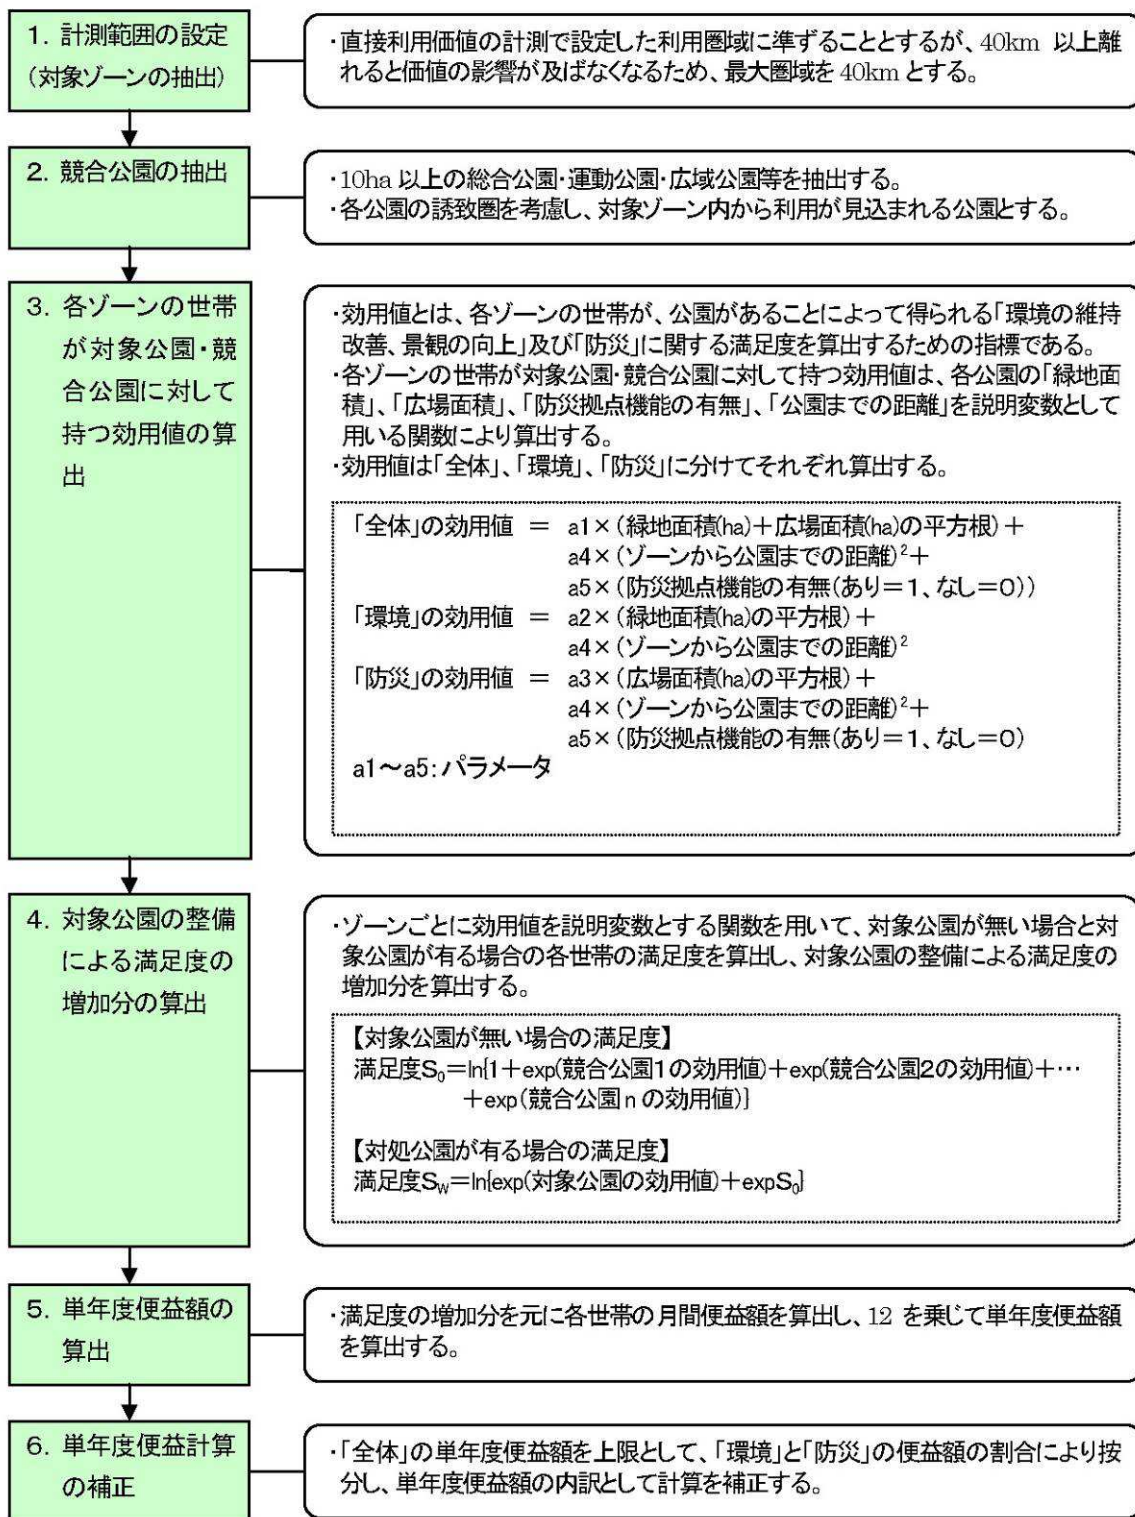 1. 計測範囲の設定
(対象ゾーンの抽出)
・直接利用価値の計測で設定した利用圏域に準ずることとするが、40km 以上離
れると価値の影響が及ばなくなるため、最大圏域を 40km とする。
2. 競合公園の抽出
・10ha 以上の総合公園・運動公園・広域公園等を抽出する。
・各公園の誘致圏を考慮し、対象ゾーン内から利用が見込まれる公園とする。
3. 各ゾーンの世帯
が対象公園・競
合公園に対して
持つ効用値の算
出
・効用値とは、各ゾーンの世帯が、公園があることによって得られる「環境の維持
改善、景観の向上」及び「防災」に関する満足度を算出するための指標である。
・各ゾーンの世帯が対象公園・競合公園に対して持つ効用値は、各公園の「緑地面
積」、「広場面積」、「防災拠点機能の有無」、「公園までの距離」を説明変数として
用いる関数により算出する。
・効用値は「全体」、「環境」、「防災」に分けてそれぞれ算出する。
「全体」の効用値 = a1×(緑地面積(ha)+広場面積(ha)の平方根)+
a4×(ゾーンから公園までの距離)²+
a5×(防災拠点機能の有無(あり=1、なし=0))
「環境」の効用値 = a2×(緑地面積(ha)の平方根)+
a4×(ゾーンから公園までの距離)²
「防災」の効用値 = a3×(広場面積(ha)の平方根)+
a4×(ゾーンから公園までの距離)²+
a5×(防災拠点機能の有無(あり=1、なし=0)
a1~a5:パラメータ
4. 対象公園の整備
による満足度の
増加分の算出
・ゾーンごとに効用値を説明変数とする関数を用いて、対象公園が無い場合と対
象公園が有る場合の各世帯の満足度を算出し、対象公園の整備による満足度の
増加分を算出する。
【対象公園が無い場合の満足度】
満足度S₀=ln{1+exp(競合公園1の効用値)+exp(競合公園2の効用値)+…
+exp(競合公園nの効用値)}
【対処公園が有る場合の満足度】
満足度Sw=ln{exp(対象公園の効用値)+expS₀}
5. 単年度便益額の
算出
・満足度の増加分を元に各世帯の月間便益額を算出し、12 を乗じて単年度便益額
を算出する。
6. 単年度便益計算
の補正
・「全体」の単年度便益額を上限として、「環境」と「防災」の便益額の割合により按
分し、単年度便益額の内訳として計算を補正する。